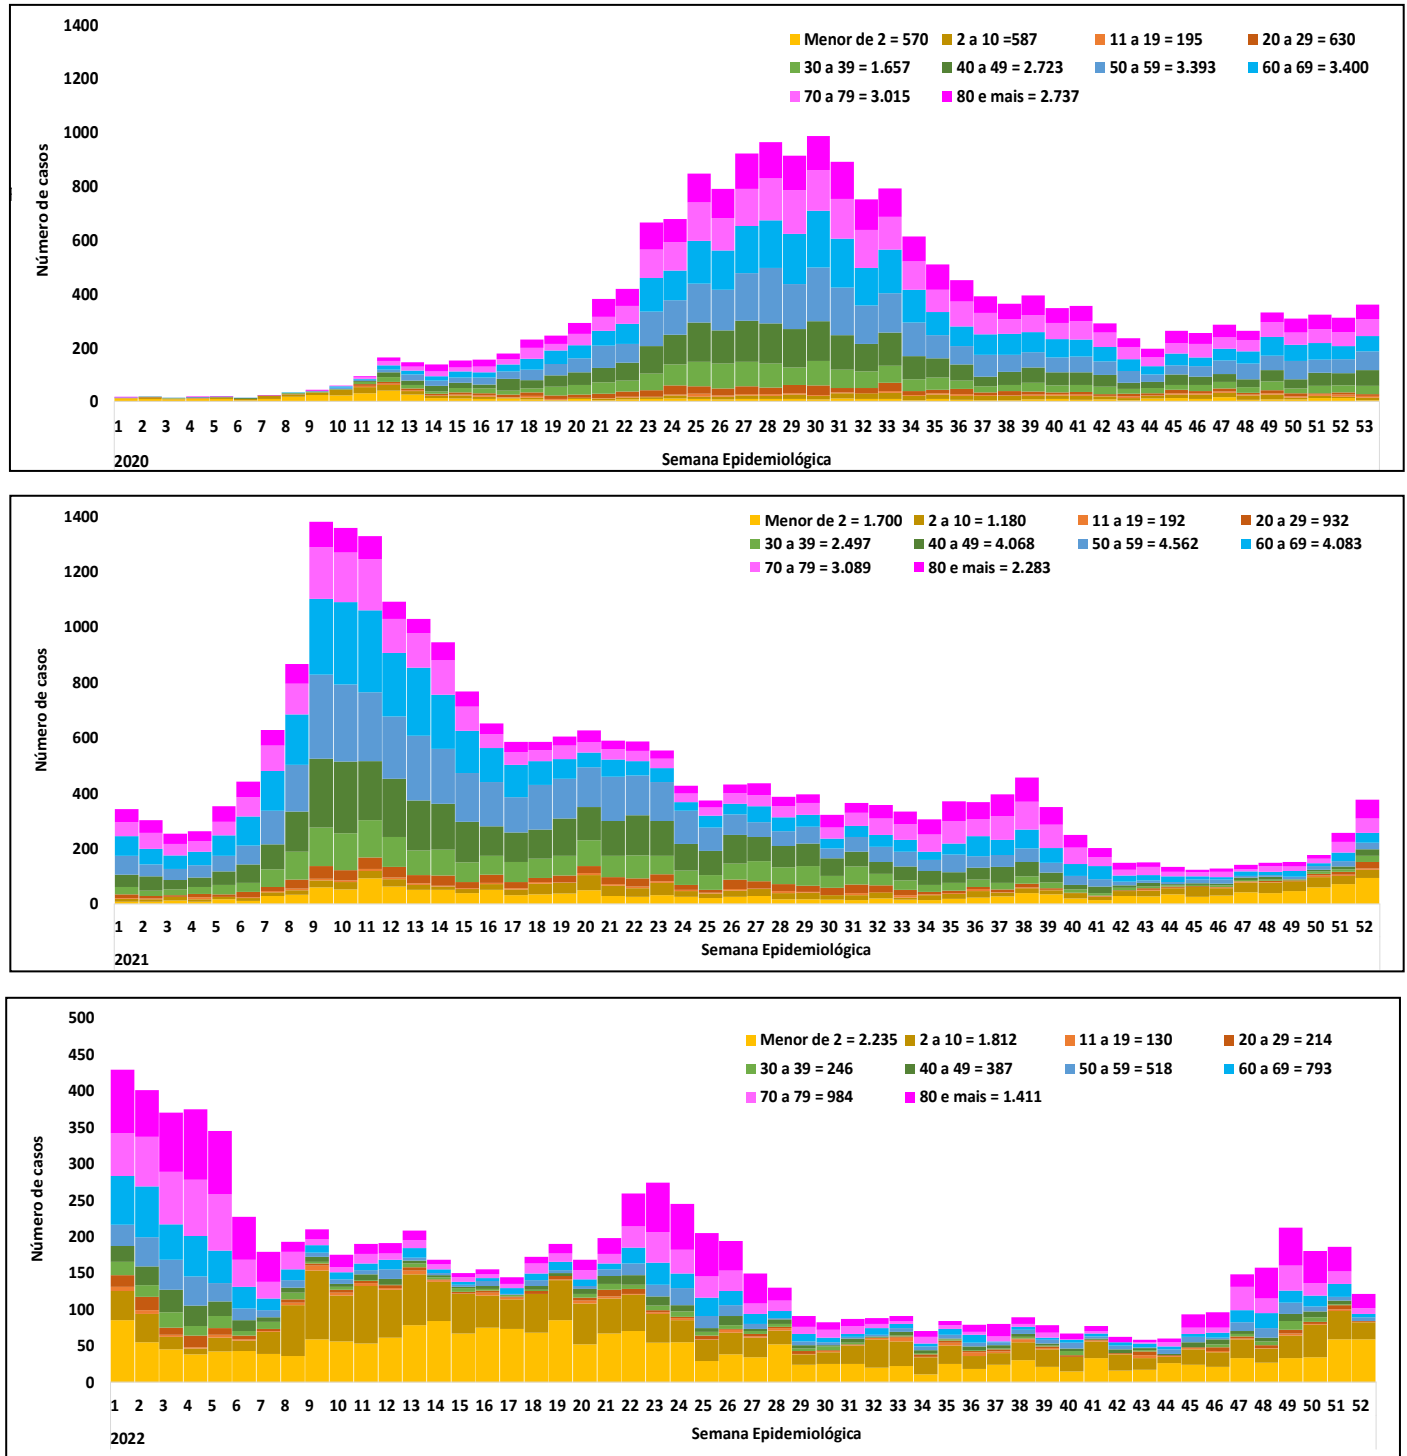 1400
1200
1000
800
600
400
200
0
Número de casos
Menor de 2 = 570 2 a 10 =587 11 a 19 = 195 20 a 29 = 630
30 a 39 = 1.657 40 a 49 = 2.723 50 a 59 = 3.393 60 a 69 = 3.400
70 a 79 = 3.015 80 e mais = 2.737
1 2 3 4 5 6 7 8 9 10 11 12 13 14 15 16 17 18 19 20 21 22 23 24 25 26 27 28 29 30 31 32 33 34 35 36 37 38 39 40 41 42 43 44 45 46 47 48 49 50 51 52 53
2020
Semana Epidemiológica
1400
1200
1000
800
600
400
200
0
Número de casos
Menor de 2 = 1.700 2 a 10 = 1.180 11 a 19 = 192 20 a 29 = 932
30 a 39 = 2.497 40 a 49 = 4.068 50 a 59 = 4.562 60 a 69 = 4.083
70 a 79 = 3.089 80 e mais = 2.283
1 2 3 4 5 6 7 8 9 10 11 12 13 14 15 16 17 18 19 20 21 22 23 24 25 26 27 28 29 30 31 32 33 34 35 36 37 38 39 40 41 42 43 44 45 46 47 48 49 50 51 52
Semana Epidemiológica
2021
500
450
400
350
300
250
200
150
100
50
0
Número de casos
Menor de 2 = 2.235 2 a 10 = 1.812 11 a 19 = 130 20 a 29 = 214
30 a 39 = 246 40 a 49 = 387 50 a 59 = 518 60 a 69 = 793
70 a 79 = 984 80 e mais = 1.411
1 2 3 4 5 6 7 8 9 10 11 12 13 14 15 16 17 18 19 20 21 22 23 24 25 26 27 28 29 30 31 32 33 34 35 36 37 38 39 40 41 42 43 44 45 46 47 48 49 50 51 52
Semana Epidemiológica
2022